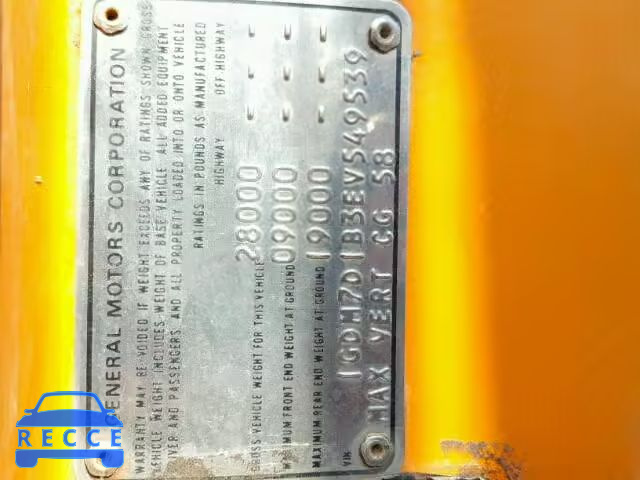 GENERAL MOTORS CORPORATION
WARRANTY MAY BE VOIDED IF WEIGHT EXCEEDS ANY OF RATINGS SHOWN GROSS
VEHICLE WEIGHT INCLUDES WEIGHT OF BASE VEHICLE ALL ADDED EQUIPMENT
DRIVER AND PASSENGERS AND ALL PROPERTY LOADED INTO OR ONTO VEHICLE
RATINGS IN POUNDS AS MANUFACTURED
HIGHWAY OFF HIGHWAY
GROSS VEHICLE WEIGHT FOR THIS VEHICLE 28000 - - -
MAXIMUM FRONT END WEIGHT AT GROUND 09000 - - -
MAXIMUM REAR END WEIGHT AT GROUND 19000 - - -
VIN 1GDM7D1B3EV549539
MAX VERT CG 58
RECCE